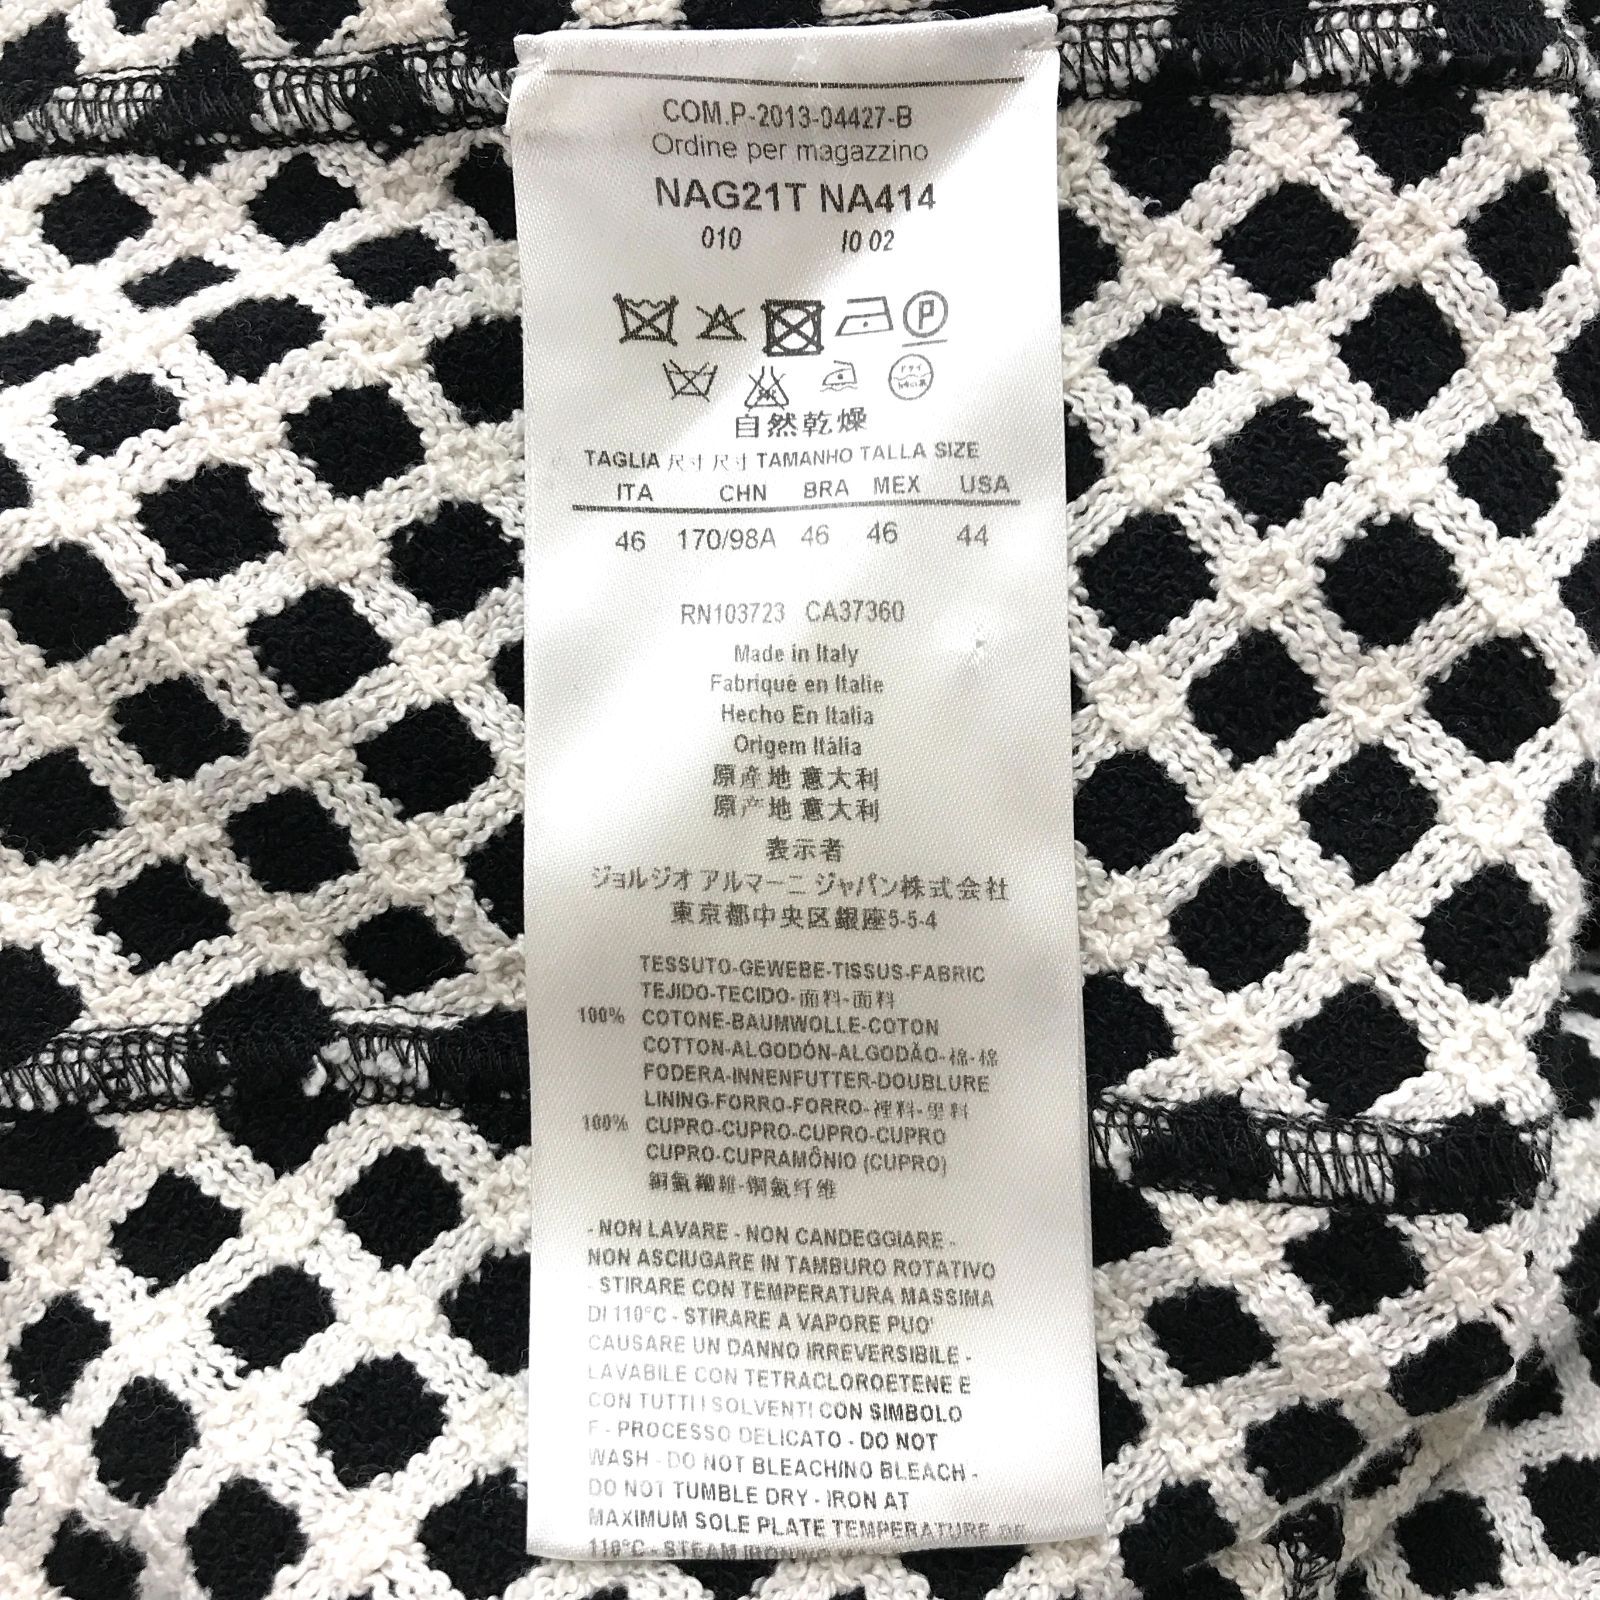 COM.P-2013-04427-B
Ordine per magazzino
NAG21T NA414
010 I0 02
P
自然乾燥
TAGLIA 尺寸 尺寸 TAMANHO TALLA SIZE
ITA CHN BRA MEX USA
46 170/98A 46 46 44
RN103723 CA37360
Made in Italy
Fabriqué en Italie
Hecho En Italia
Origem Itália
原産地 意大利
原产地 意大利
表示者
ジョルジオ アルマーニ ジャパン株式会社
東京都中央区銀座5-5-4
TESSUTO-GEWEBE-TISSUS-FABRIC
TEJIDO-TECIDO-面料-面料
100% COTONE-BAUMWOLLE-COTON
COTTON-ALGODÓN-ALGODÃO-棉-棉
FODERA-INNENFUTTER-DOUBLURE
LINING-FORRO-FORRO-裡料-里料
100% CUPRO-CUPRO-CUPRO-CUPRO
CUPRO-CUPRAMÔNIO (CUPRO)
銅氨纖維-铜氨纤维
- NON LAVARE - NON CANDEGGIARE -
NON ASCIUGARE IN TAMBURO ROTATIVO
- STIRARE CON TEMPERATURA MASSIMA
DI 110°C - STIRARE A VAPORE PUO'
CAUSARE UN DANNO IRREVERSIBILE -
LAVABILE CON TETRACLOROETENE E
CON TUTTI I SOLVENTI CON SIMBOLO
F - PROCESSO DELICATO - DO NOT
WASH - DO NOT BLEACHINO BLEACH -
DO NOT TUMBLE DRY - IRON AT
MAXIMUM SOLE PLATE TEMPERATURE OF
110°C - STEAM IRONING